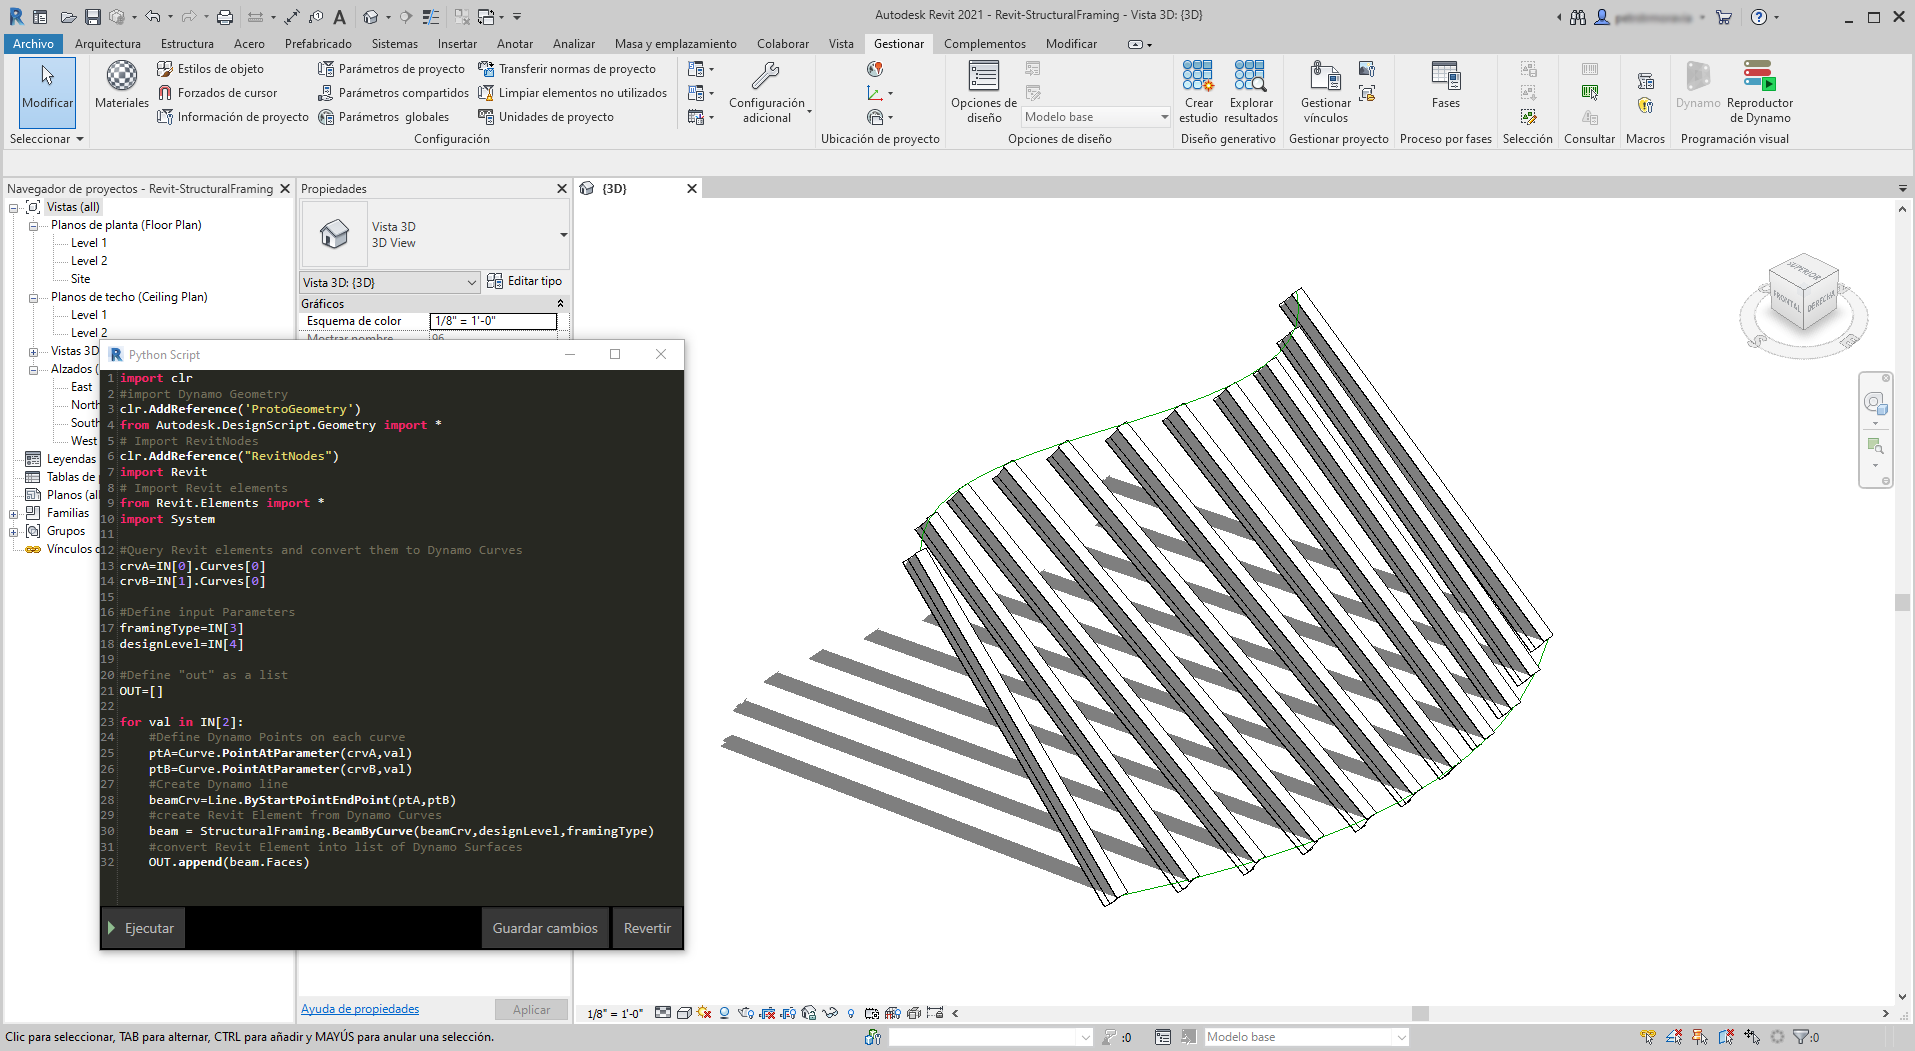 Autodesk Revit 2021 - Revit-StructuralFraming - Vista 3D: {3D}
Archivo Arquitectura Estructura Acero Prefabricado Sistemas Insertar Anotar Analizar Masa y emplazamiento Colaborar Vista Gestionar Complementos Modificar
Modificar
Seleccionar
Materiales
Estilos de objeto
Forzados de cursor
Información de proyecto
Parámetros de proyecto
Parámetros compartidos
Parámetros globales
Transferir normas de proyecto
Limpiar elementos no utilizados
Unidades de proyecto
Configuración
Configuración
adicional
Ubicación de proyecto
Opciones de
diseño
Modelo base
Opciones de diseño
Crear
estudio
Explorar
resultados
Diseño generativo
Gestionar
vínculos
Gestionar proyecto
Fases
Proceso por fases
Selección
Consultar
Macros
Dynamo
Reproductor
de Dynamo
Programación visual
Navegador de proyectos - Revit-StructuralFraming
Vistas (all)
Planos de planta (Floor Plan)
Level 1
Level 2
Site
Planos de techo (Ceiling Plan)
Level 1
Level 2
Vistas 3D
Alzados (
East
North
South
West
Leyendas
Tablas de
Planos (al
Familias
Grupos
Vínculos
Propiedades
Vista 3D
3D View
Vista 3D: {3D}
Editar tipo
Gráficos
Esquema de color 1/8" = 1'-0"
Mostrar nombre 96
Ayuda de propiedades
Aplicar
{3D}
SUPERIOR
FRONTAL
DERECHA
Python Script
1 import clr
2 #import Dynamo Geometry
3 clr.AddReference('ProtoGeometry')
4 from Autodesk.DesignScript.Geometry import *
5 # Import RevitNodes
6 clr.AddReference("RevitNodes")
7 import Revit
8 # Import Revit elements
9 from Revit.Elements import *
10 import System
11
12 #Query Revit elements and convert them to Dynamo Curves
13 crvA=IN[0].Curves[0]
14 crvB=IN[1].Curves[0]
15
16 #Define input Parameters
17 framingType=IN[3]
18 designLevel=IN[4]
19
20 #Define "out" as a list
21 OUT=[]
22
23 for val in IN[2]:
24 #Define Dynamo Points on each curve
25 ptA=Curve.PointAtParameter(crvA,val)
26 ptB=Curve.PointAtParameter(crvB,val)
27 #Create Dynamo line
28 beamCrv=Line.ByStartPointEndPoint(ptA,ptB)
29 #create Revit Element from Dynamo Curves
30 beam = StructuralFraming.BeamByCurve(beamCrv,designLevel,framingType)
31 #convert Revit Element into list of Dynamo Surfaces
32 OUT.append(beam.Faces)
Ejecutar
Guardar cambios
Revertir
1/8" = 1'-0"
Clic para seleccionar, TAB para alternar, CTRL para añadir y MAYÚS para anular una selección.
:0
Modelo base
:0